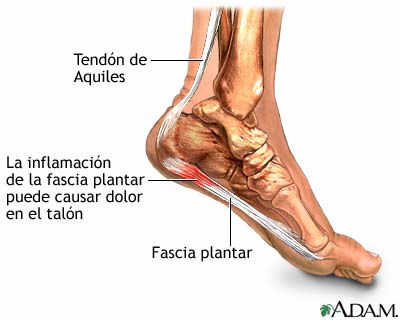 Tendón de
Aquiles
La inflamación
de la fascia plantar
puede causar dolor
en el talón
Fascia plantar
A.D.A.M.